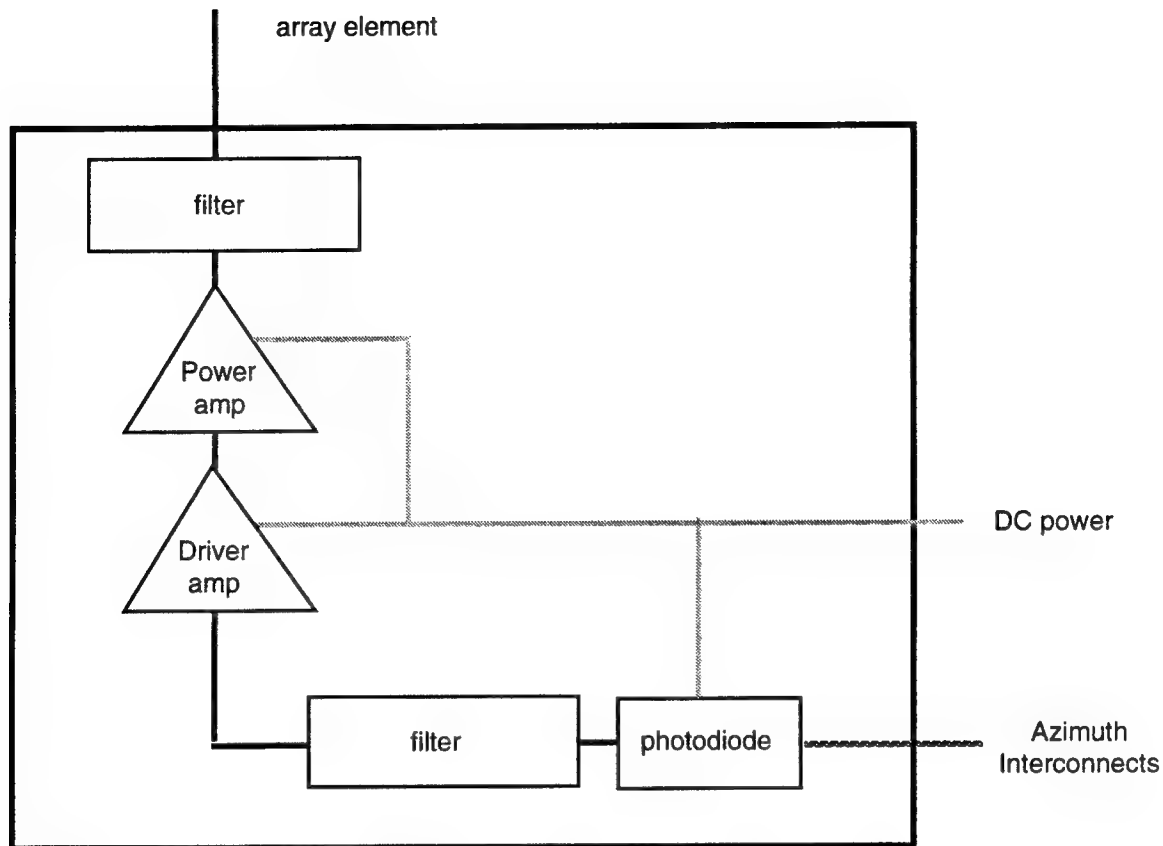 array element
filter
Power
amp
Driver
amp
DC power
filter
photodiode
Azimuth
Interconnects